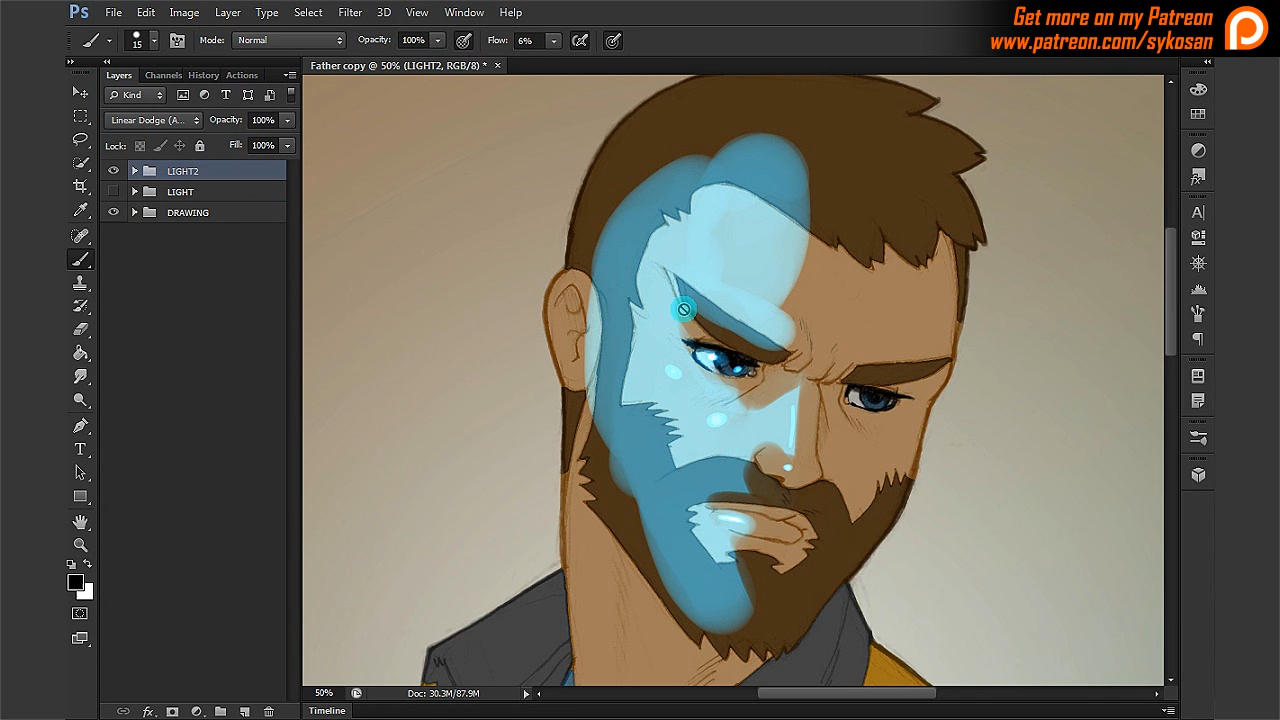 Get more on my Patreon
www.patreon.com/sykosan
Ps File Edit Image Layer Type Select Filter 3D View Window Help
15 Mode: Normal Opacity: 100% Flow: 6%
Layers Channels History Actions
Father copy @ 50% (LIGHT2, RGB/8) * ×
Kind
Linear Dodge (A... Opacity: 100%
Lock: Fill: 100%
LIGHT2
LIGHT
DRAWING
50% Doc: 30.3M/87.9M
Timeline